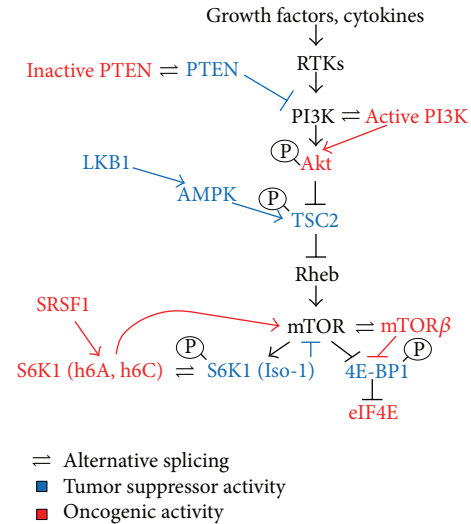 Growth factors, cytokines
RTKs
Inactive PTEN ⇌ PTEN
PI3K ⇌ Active PI3K
P
Akt
LKB1
AMPK
P
TSC2
Rheb
SRSF1
mTOR ⇌ mTORβ
P
P
S6K1 (h6A, h6C) ⇌ S6K1 (Iso-1) 4E-BP1
eIF4E
⇌ Alternative splicing
Tumor suppressor activity
Oncogenic activity